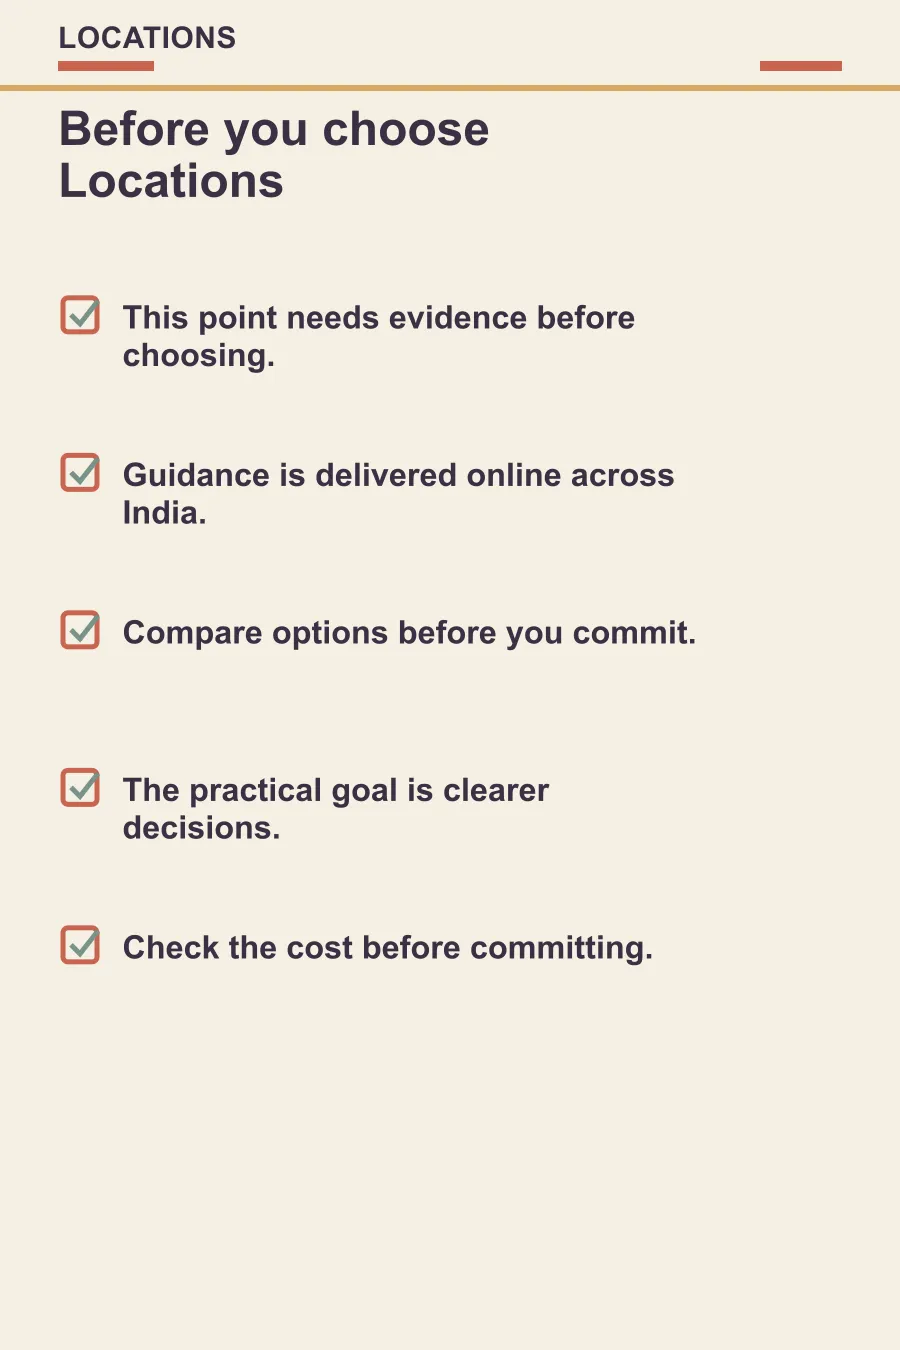 LOCATIONS
Before you choose
Locations
This point needs evidence before
choosing.
Guidance is delivered online across
India.
Compare options before you commit.
The practical goal is clearer
decisions.
Check the cost before committing.